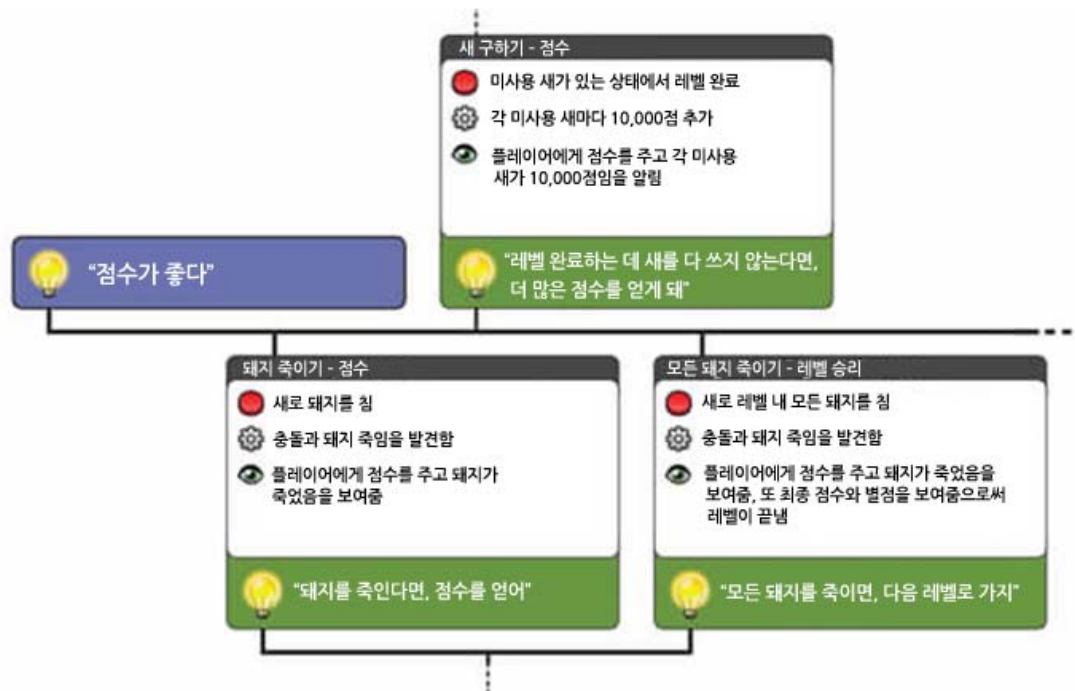 새 구하기 - 점수
미사용 새가 있는 상태에서 레벨 완료
각 미사용 새마다 10,000점 추가
플레이어에게 점수를 주고 각 미사용
새가 10,000점임을 알림
“레벨 완료하는 데 새를 다 쓰지 않는다면,
더 많은 점수를 얻게 돼”
“점수가 좋다”
돼지 죽이기 - 점수
새로 돼지를 침
충돌과 돼지 죽임을 발견함
플레이어에게 점수를 주고 돼지가
죽었음을 보여줌
“돼지를 죽인다면, 점수를 얻어”
모든 돼지 죽이기 - 레벨 승리
새로 레벨 내 모든 돼지를 침
충돌과 돼지 죽임을 발견함
플레이어에게 점수를 주고 돼지가 죽었음을
보여줌, 또 최종 점수와 별점을 보여줌으로써
레벨이 끝냄
“모든 돼지를 죽이면, 다음 레벨로 가지”